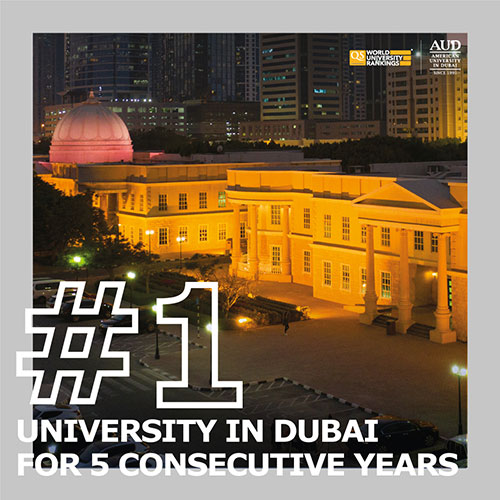 QS WORLD
UNIVERSITY
RANKINGS
AUD
AMERICAN
UNIVERSITY
IN DUBAI
SINCE 1995
#1
UNIVERSITY IN DUBAI
FOR 5 CONSECUTIVE YEARS